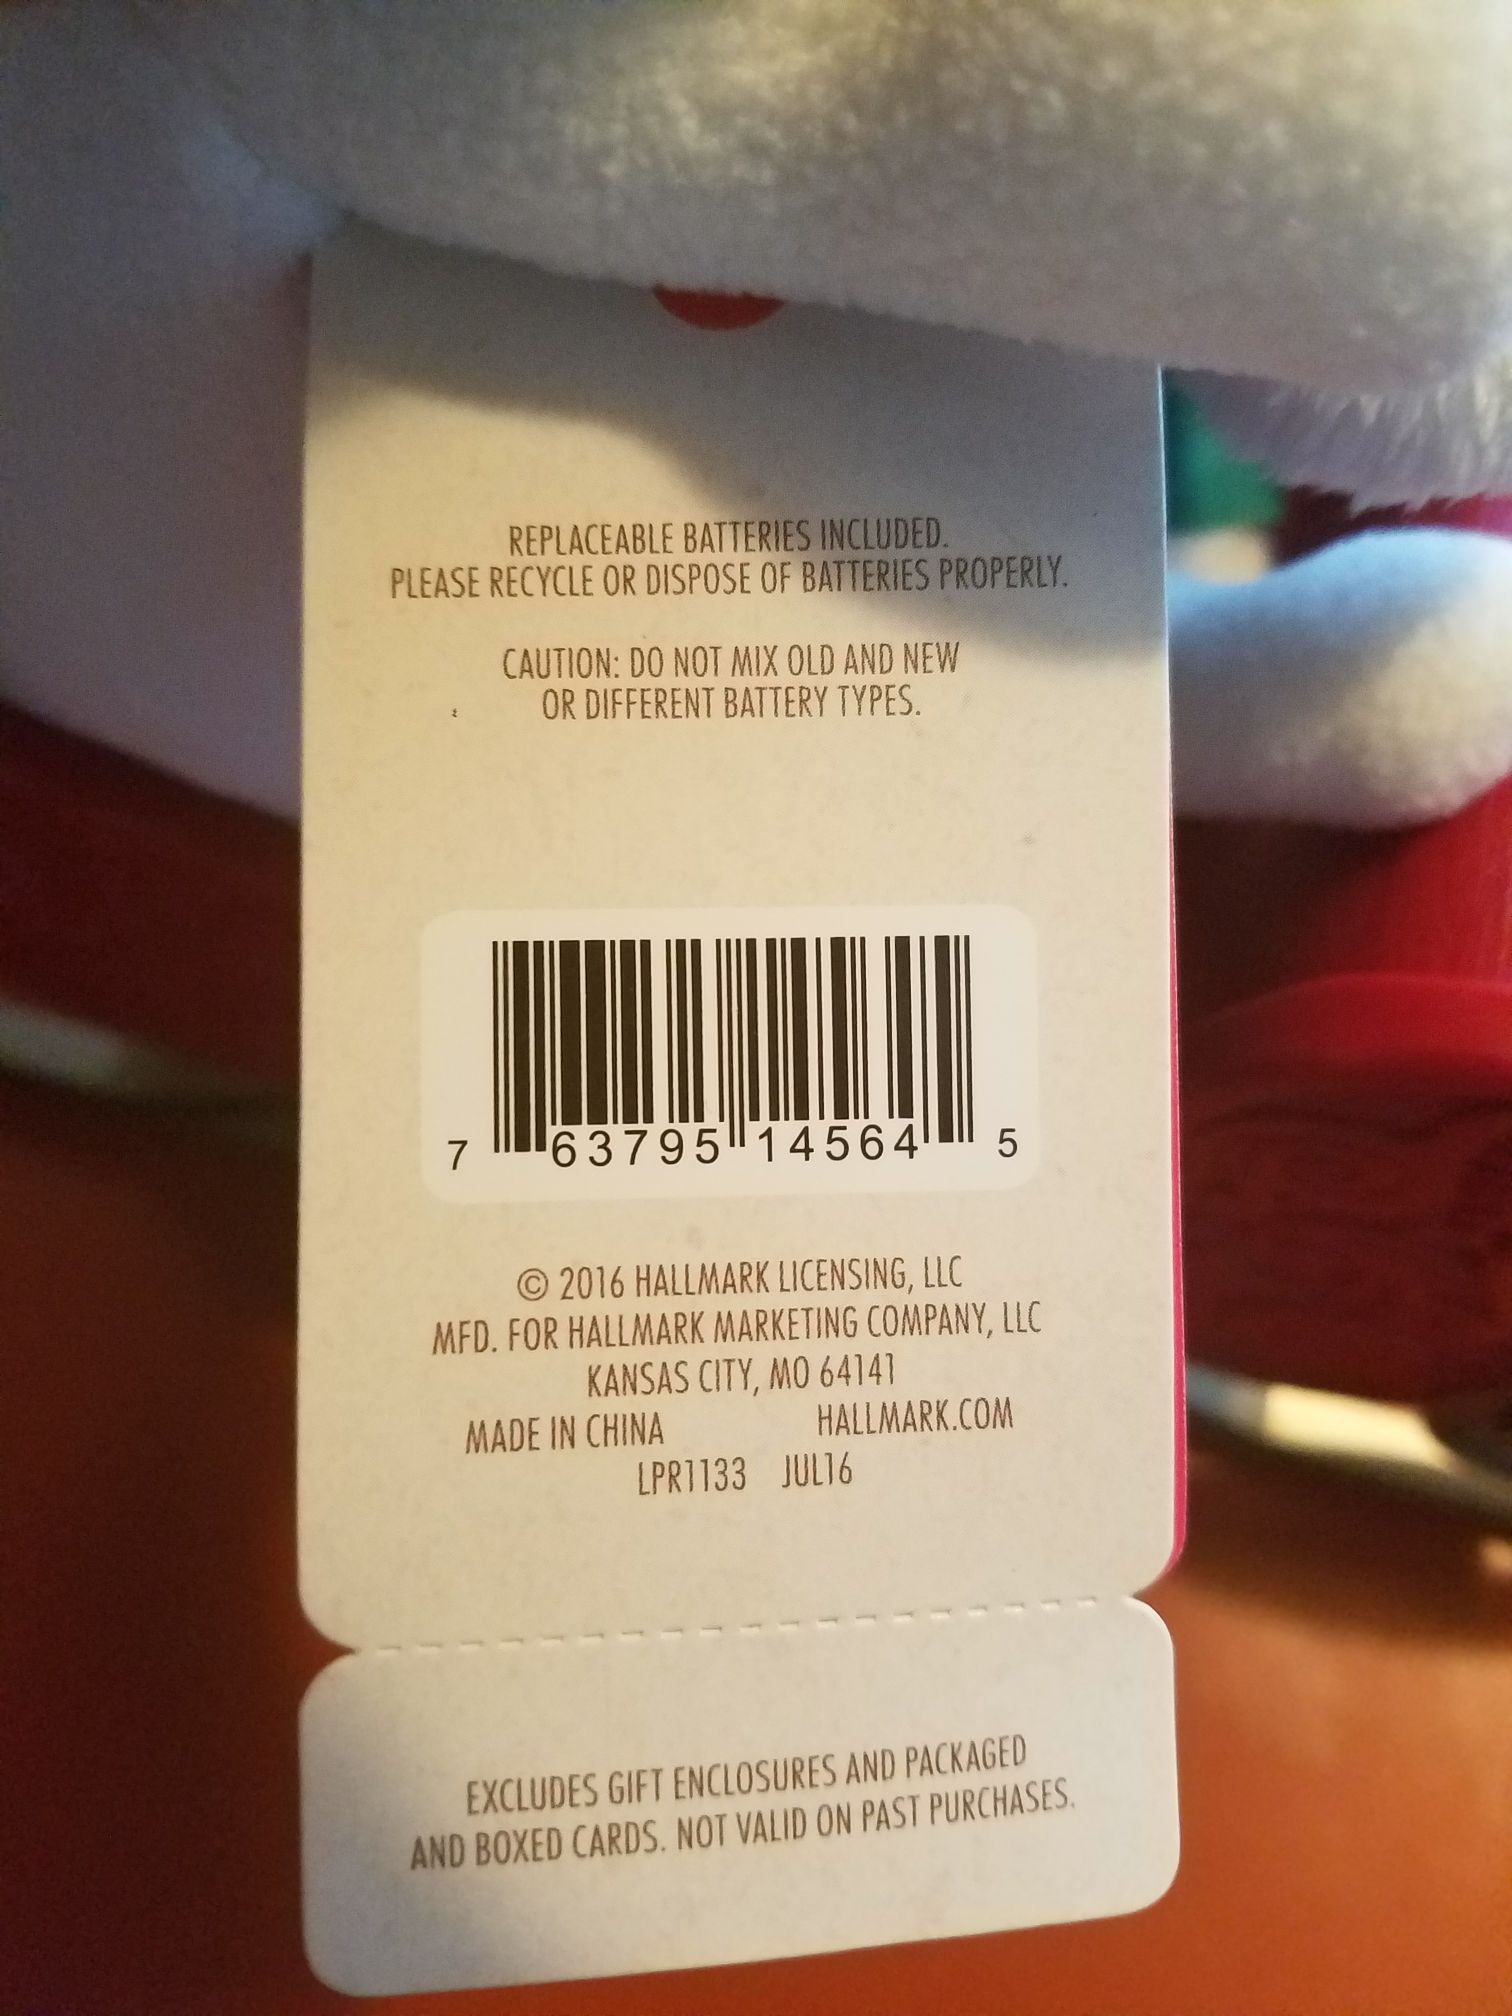 REPLACEABLE BATTERIES INCLUDED.
PLEASE RECYCLE OR DISPOSE OF BATTERIES PROPERLY.
CAUTION: DO NOT MIX OLD AND NEW
OR DIFFERENT BATTERY TYPES.
7 63795 14564 5
© 2016 HALLMARK LICENSING, LLC
MFD. FOR HALLMARK MARKETING COMPANY, LLC
KANSAS CITY, MO 64141
MADE IN CHINA HALLMARK.COM
LPR1133 JUL16
EXCLUDES GIFT ENCLOSURES AND PACKAGED
AND BOXED CARDS. NOT VALID ON PAST PURCHASES.